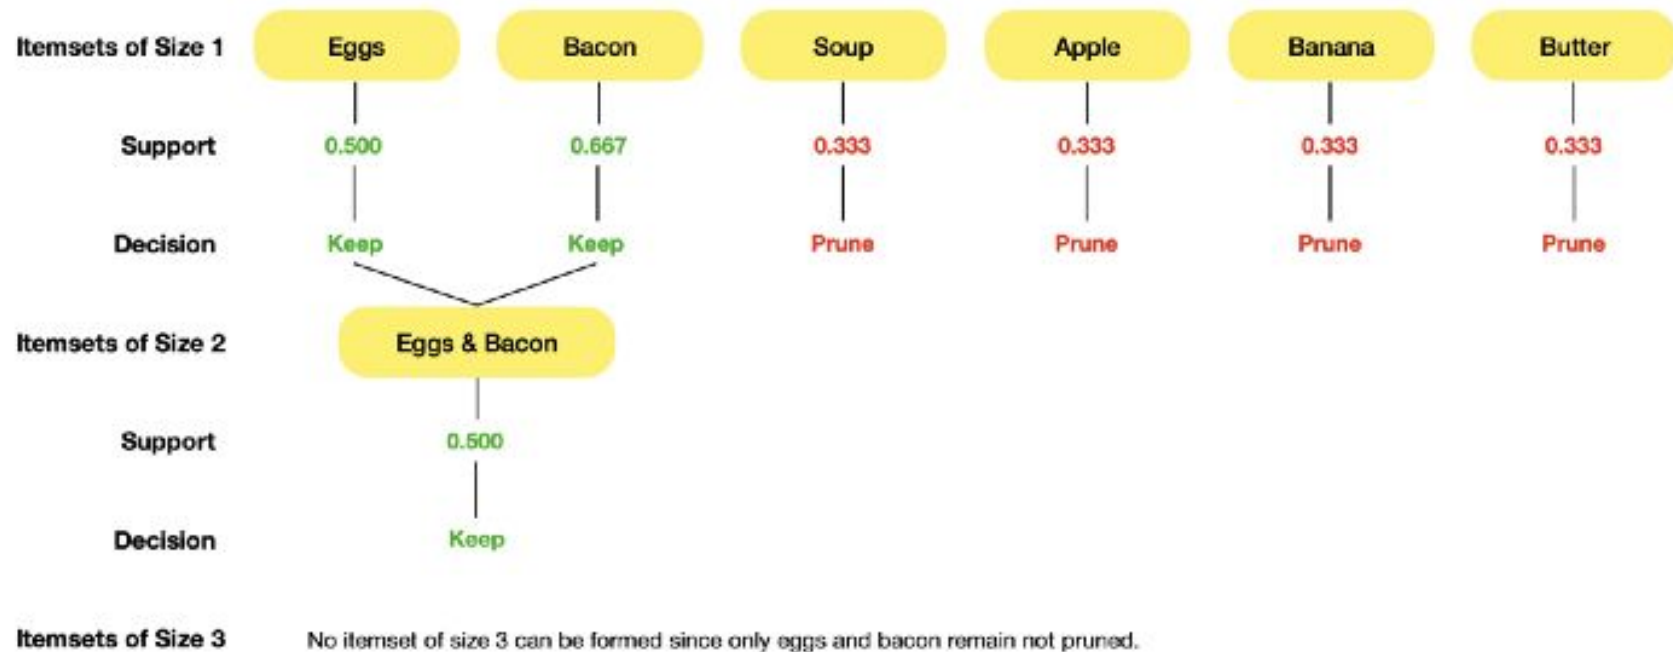 Itemsets of Size 1 Eggs Bacon Soup Apple Banana Butter
Support 0.500 0.667 0.333 0.333 0.333 0.333
Decision Keep Keep Prune Prune Prune Prune
Itemsets of Size 2 Eggs & Bacon
Support 0.500
Decision Keep
Itemsets of Size 3 No itemset of size 3 can be formed since only eggs and bacon remain not pruned.